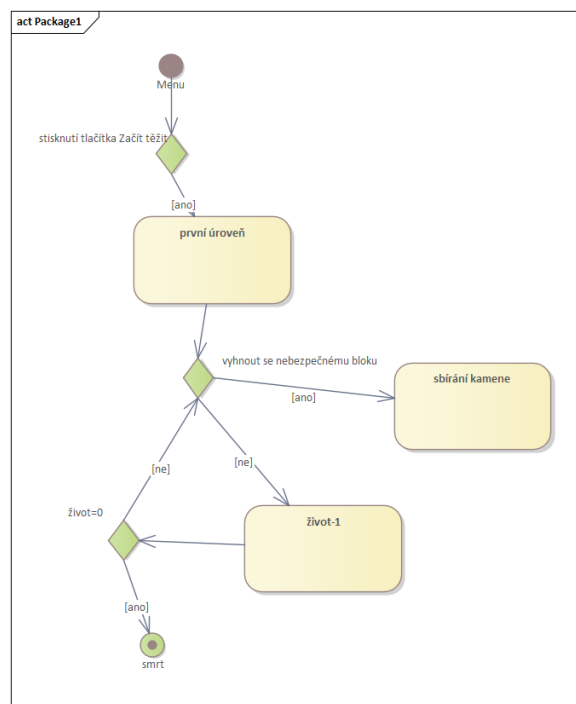 act Package1
Menu
stisknutí tlačítka Začít těžit
[ano]
první úroveň
vyhnout se nebezpečnému bloku
[ano]
sbírání kamene
[ne]
[ne]
život=0
život-1
[ano]
smrt